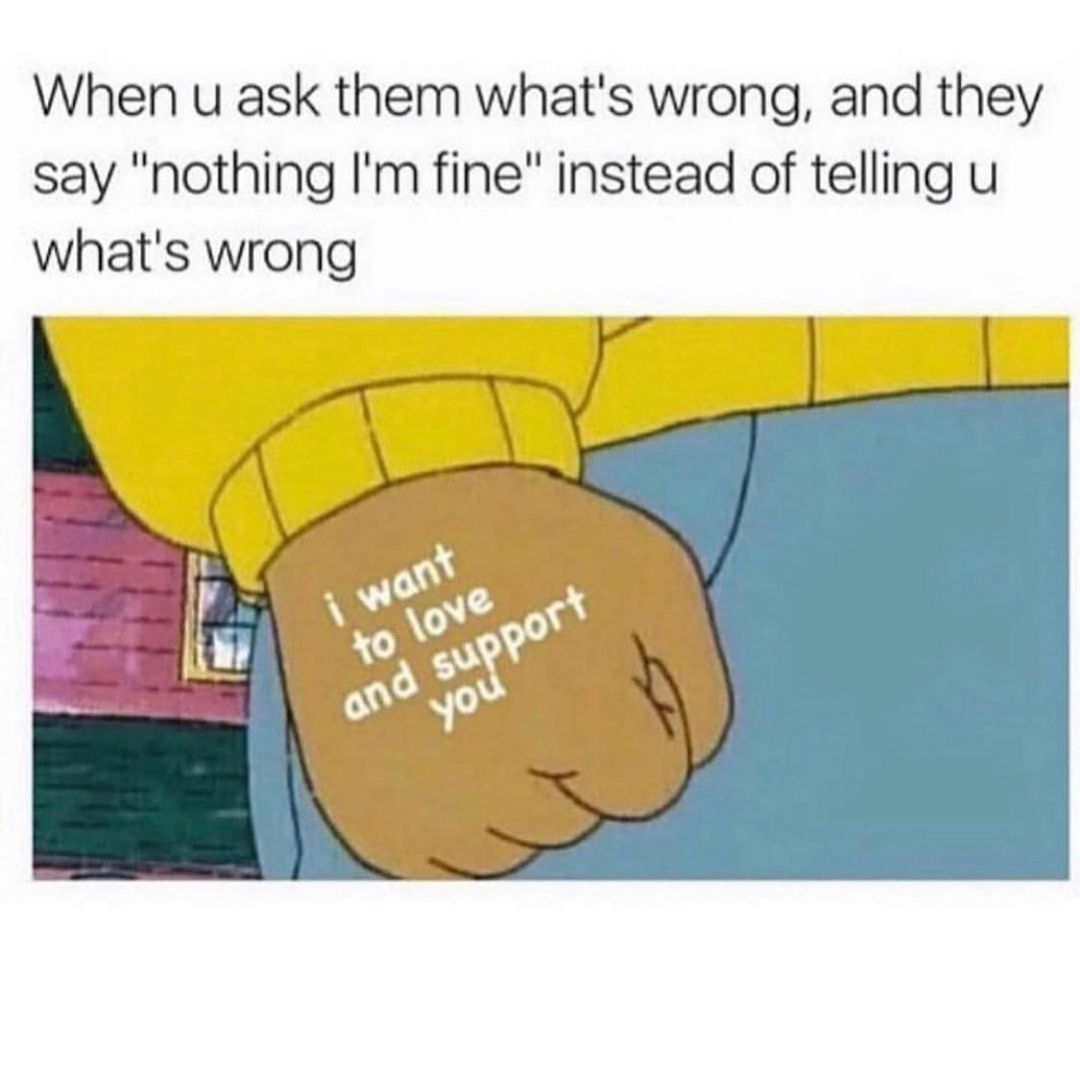 When u ask them what's wrong, and they
say "nothing I'm fine" instead of telling u
what's wrong
i want
to love
and support
you